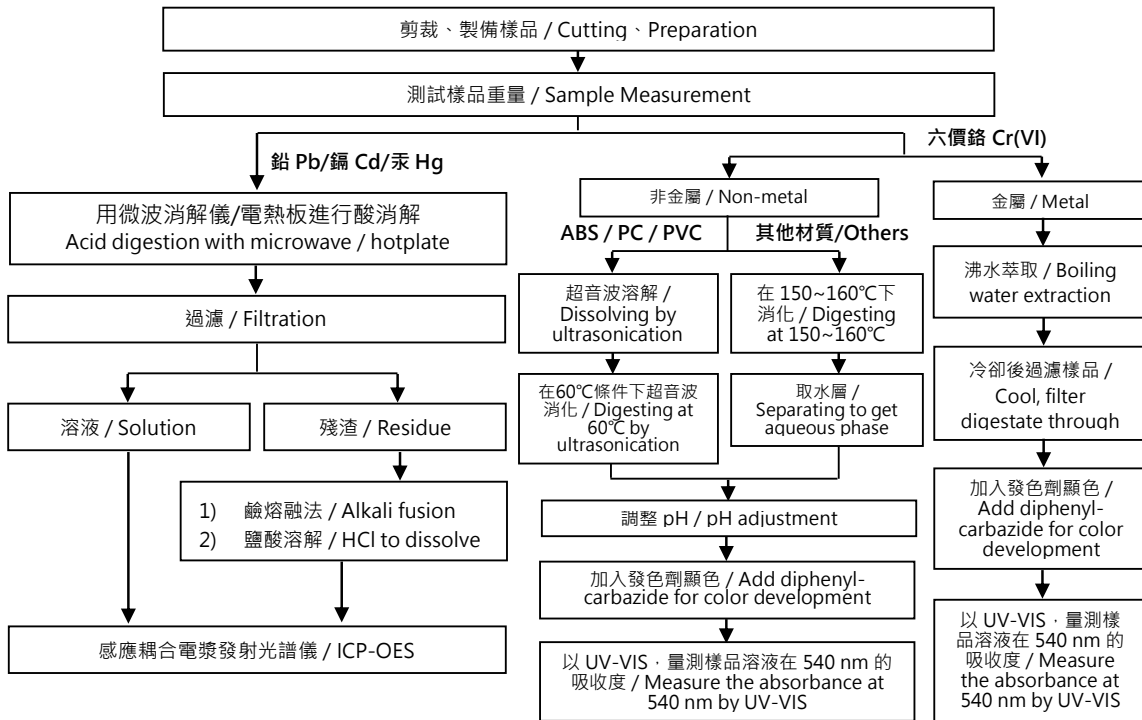 剪裁、製備樣品 / Cutting、Preparation
測試樣品重量 / Sample Measurement
鉛 Pb/鎘 Cd/汞 Hg
六價鉻 Cr(VI)
用微波消解儀/電熱板進行酸消解
Acid digestion with microwave / hotplate
過濾 / Filtration
溶液 / Solution
殘渣 / Residue
1) 鹼熔融法 / Alkali fusion
2) 鹽酸溶解 / HCl to dissolve
感應耦合電漿發射光譜儀 / ICP-OES
非金屬 / Non-metal
ABS / PC / PVC
其他材質/Others
超音波溶解 /
Dissolving by
ultrasonication
在60℃條件下超音波
消化 / Digesting at
60℃ by
ultrasonication
在 150~160℃下
消化 / Digesting
at 150~160℃
取水層 /
Separating to get
aqueous phase
調整 pH / pH adjustment
加入發色劑顯色 / Add diphenyl-
carbazide for color development
以 UV-VIS，量測樣品溶液在 540 nm 的
吸收度 / Measure the absorbance at
540 nm by UV-VIS
金屬 / Metal
沸水萃取 / Boiling
water extraction
冷卻後過濾樣品 /
Cool, filter
digestate through
加入發色劑顯色 /
Add diphenyl-
carbazide for color
development
以 UV-VIS，量測樣
品溶液在 540 nm 的
吸收度 / Measure
the absorbance at
540 nm by UV-VIS